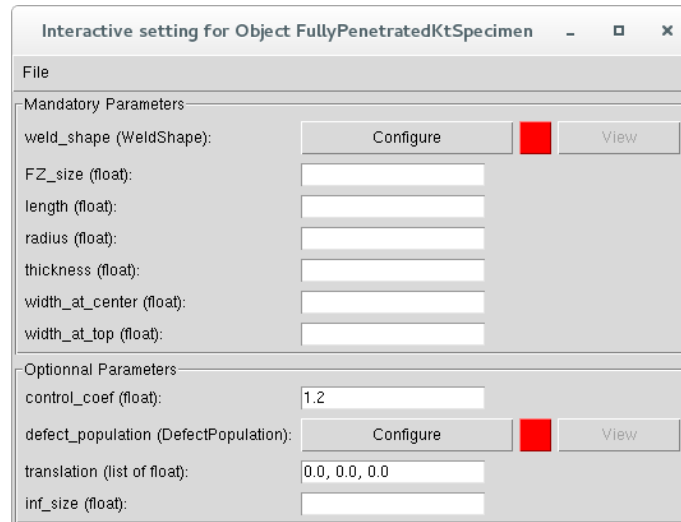 Interactive setting for Object FullyPenetratedKtSpecimen
File
Mandatory Parameters
weld_shape (WeldShape): Configure View
FZ_size (float):
length (float):
radius (float):
thickness (float):
width_at_center (float):
width_at_top (float):
Optionnal Parameters
control_coef (float): 1.2
defect_population (DefectPopulation): Configure View
translation (list of float): 0.0, 0.0, 0.0
inf_size (float):